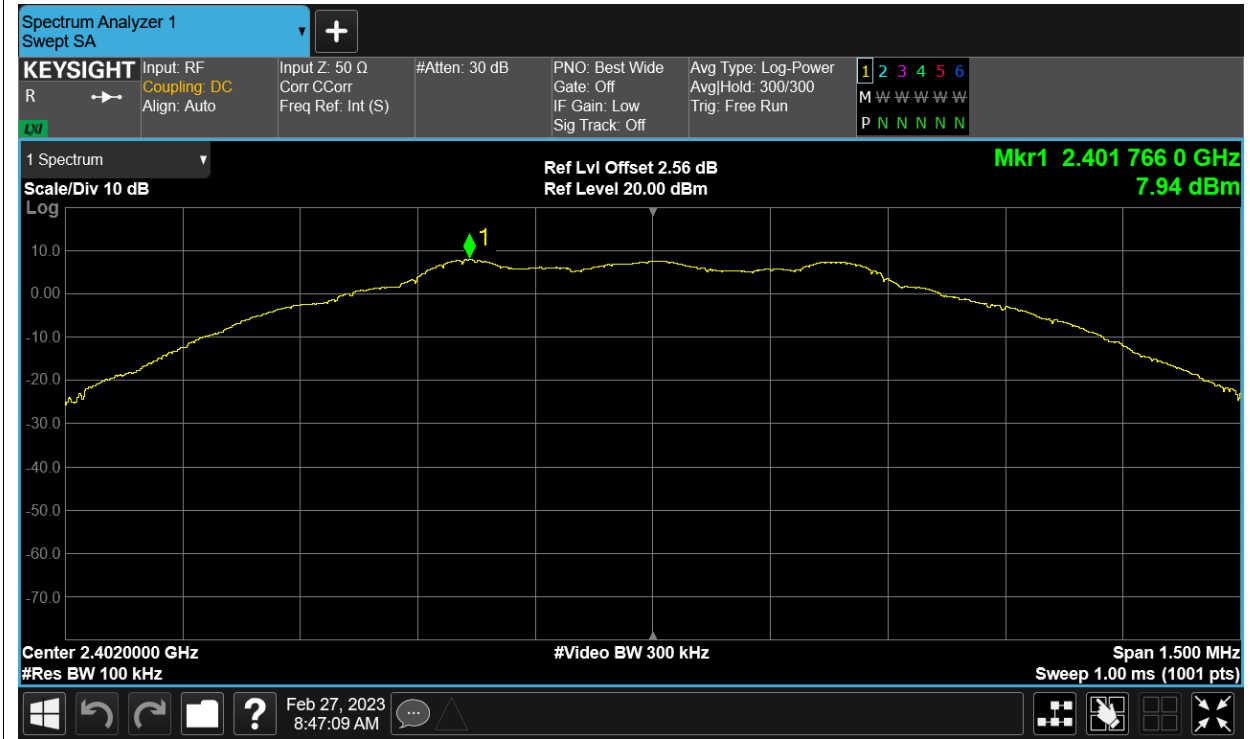 Spectrum Analyzer 1
Swept SA
+
KEYSIGHT
R
LXI
Input: RF
Coupling: DC
Align: Auto
Input Z: 50 Ω
Corr CCorr
Freq Ref: Int (S)
#Atten: 30 dB
PNO: Best Wide
Gate: Off
IF Gain: Low
Sig Track: Off
Avg Type: Log-Power
Avg|Hold: 300/300
Trig: Free Run
1 2 3 4 5 6
M W W W W W W
P N N N N N N
1 Spectrum
Scale/Div 10 dB
Log
Ref Lvl Offset 2.56 dB
Ref Level 20.00 dBm
Mkr1 2.401 766 0 GHz
7.94 dBm
1
10.0
0.00
-10.0
-20.0
-30.0
-40.0
-50.0
-60.0
-70.0
Center 2.4020000 GHz
#Res BW 100 kHz
#Video BW 300 kHz
Span 1.500 MHz
Sweep 1.00 ms (1001 pts)
?
Feb 27, 2023
8:47:09 AM